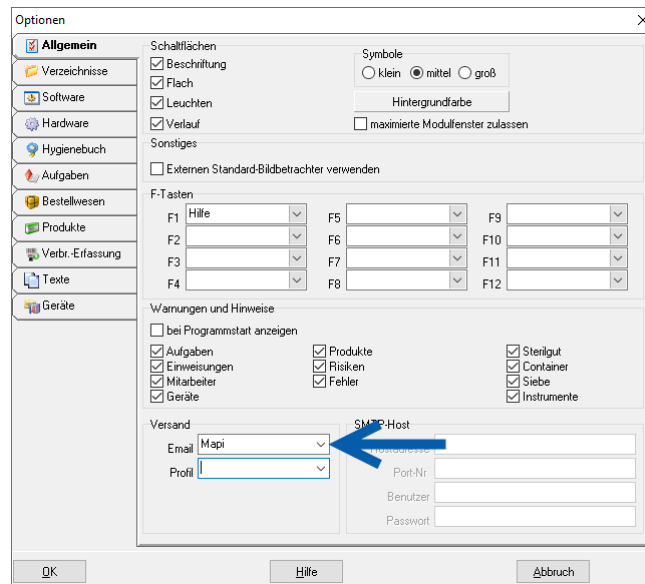 Optionen
Allgemein
Verzeichnisse
Software
Hardware
Hygienebuch
Aufgaben
Bestellwesen
Produkte
Verbr.-Erfassung
Texte
Geräte
Schaltflächen
Beschriftung
Flach
Leuchten
Verlauf
Symbole
klein mittel groß
Hintergrundfarbe
maximierte Modulfenster zulassen
Sonstiges
Externen Standard-Bildbetrachter verwenden
F-Tasten
F1 Hilfe F5 F9
F2 F6 F10
F3 F7 F11
F4 F8 F12
Warnungen und Hinweise
bei Programmstart anzeigen
Aufgaben Produkte Sterilgut
Einweisungen Risiken Container
Mitarbeiter Fehler Siebe
Geräte Instrumente
Versand
Email Mapi
Profil
SMTP-Host
Hostadresse
Port-Nr
Benutzer
Passwort
OK Hilfe Abbruch